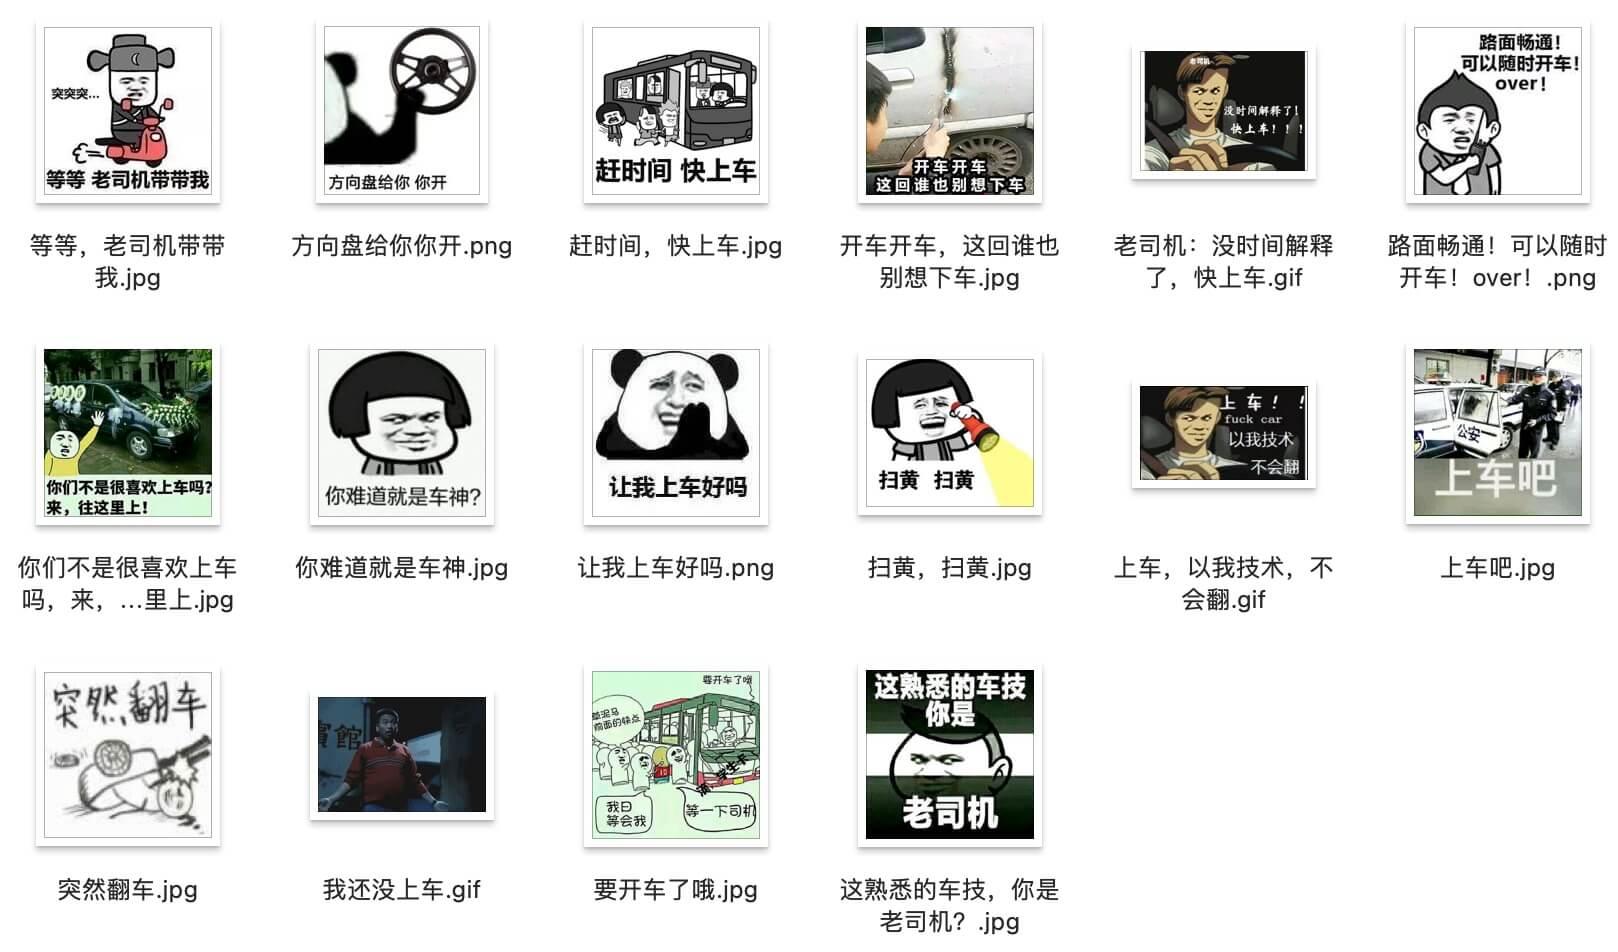 突突突...
等等 老司机带带我
等等，老司机带带
我.jpg
方向盘给你 你开
方向盘给你你开.png
赶时间 快上车
赶时间，快上车.jpg
开车开车
这回谁也别想下车
开车开车，这回谁也
别想下车.jpg
老司机:
没时间解释了!
快上车! ! !
老司机：没时间解释
了，快上车.gif
路面畅通!
可以随时开车!
over!
路面畅通！可以随时
开车！over！.png
你们不是很喜欢上车吗?
来，往这里上!
你们不是很喜欢上车
吗，来，...里上.jpg
你难道就是车神?
你难道就是车神.jpg
让我上车好吗
让我上车好吗.png
扫黄 扫黄
扫黄，扫黄.jpg
上车! !
fuck car
以我技术
不会翻
上车，以我技术，不
会翻.gif
公安
上车吧
上车吧.jpg
突然翻车
突然翻车.jpg
賓館
我还没上车.gif
要开车了哦
草泥马
前面的快点
滴，学生卡
我日
等会我
等一下司机
要开车了哦.jpg
这熟悉的车技
你是
老司机
这熟悉的车技，你是
老司机？.jpg